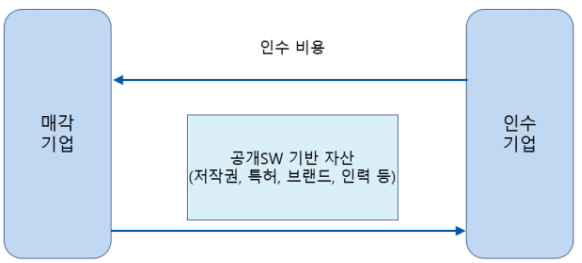 인수 비용
매각
기업
공개SW 기반 자산
(저작권, 특허, 브랜드, 인력 등)
인수
기업